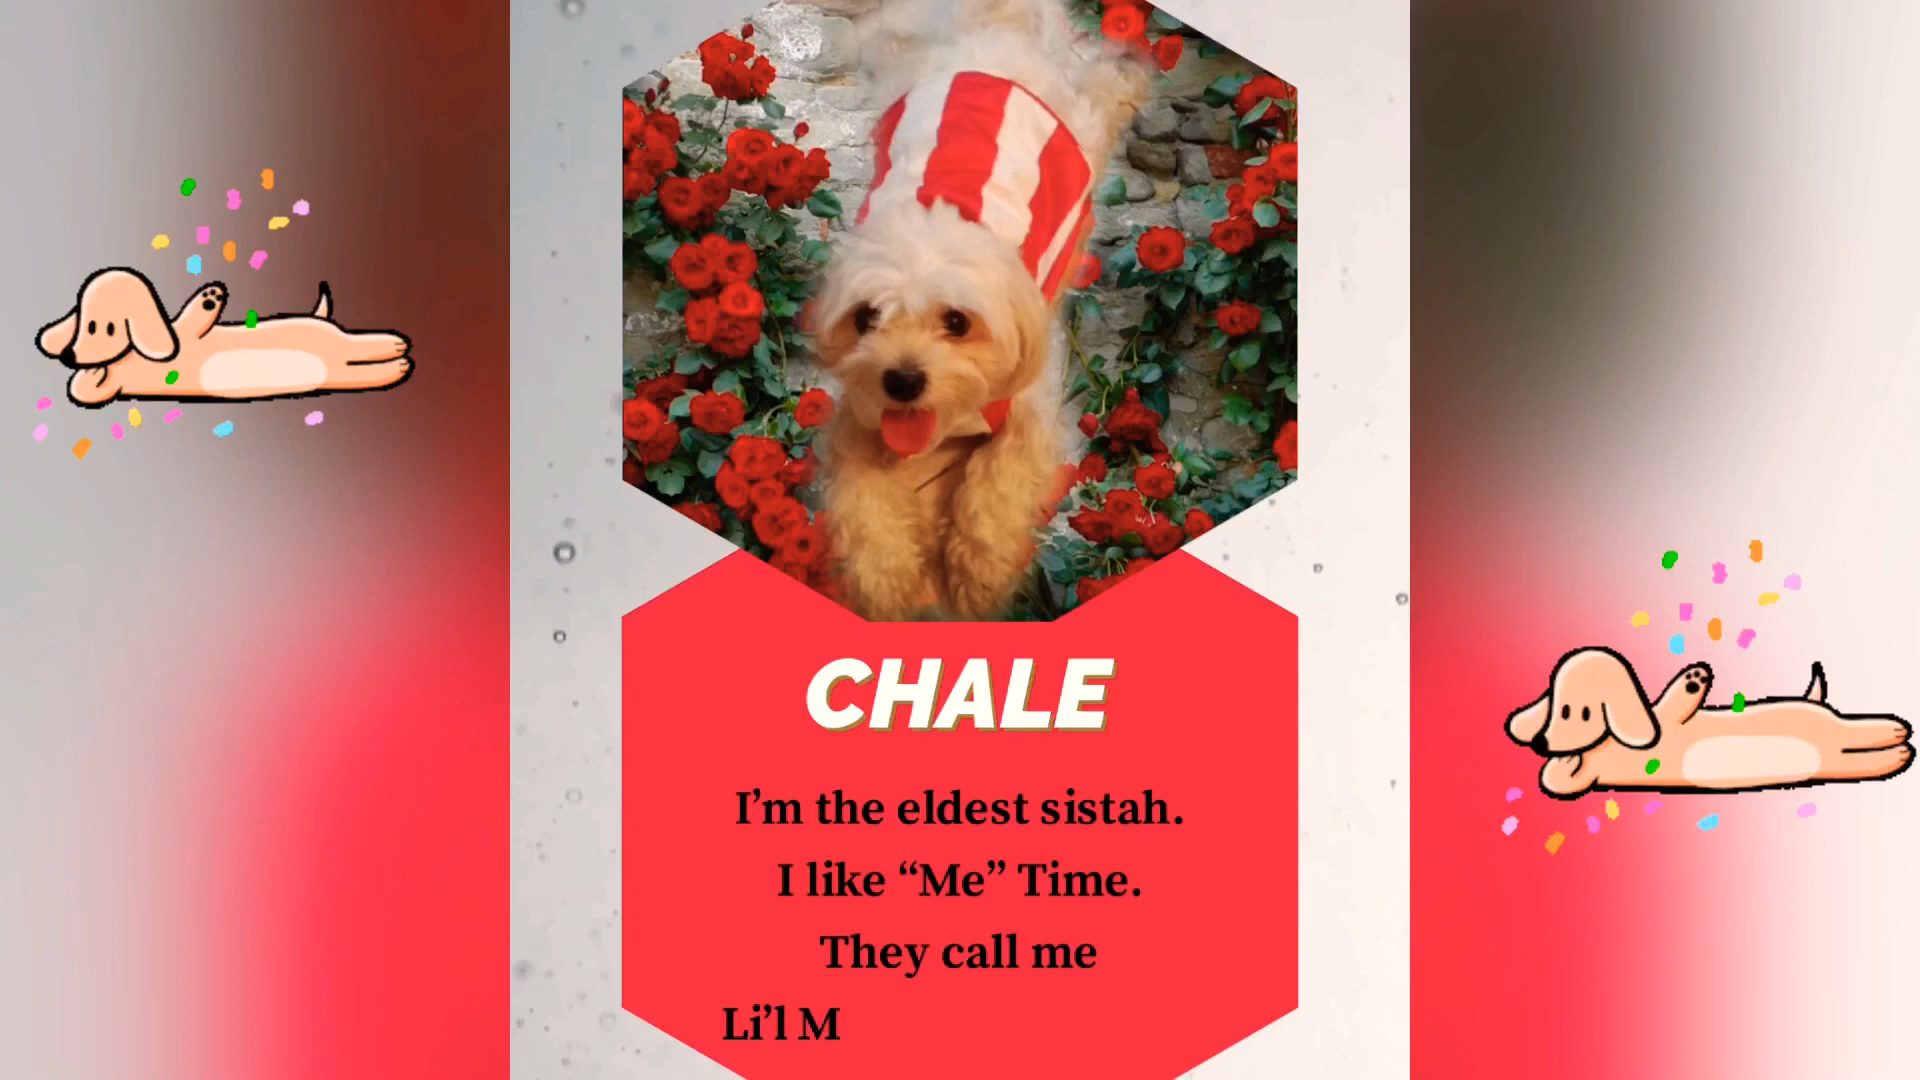 CHALE
I’m the eldest sistah.
I like “Me” Time.
They call me
Li’l M